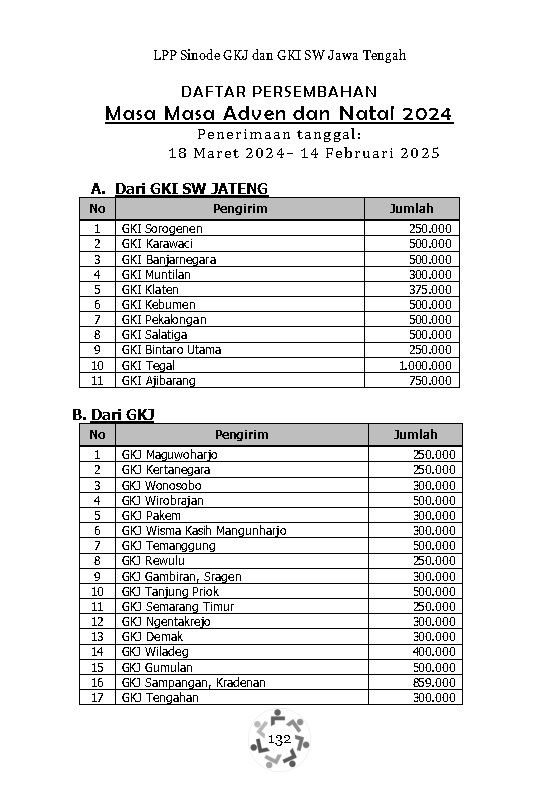 LPP Sinode GKJ dan GKI SW Jawa Tengah
DAFTAR PERSEMBAHAN
Masa Masa Adven dan Natal 2024
Penerimaan tanggal:
18 Maret 2024– 14 Februari 2025
A. Dari GKI SW JATENG
No Pengirim Jumlah
1 GKI Sorogenen 250.000
2 GKI Karawaci 500.000
3 GKI Banjarnegara 500.000
4 GKI Muntilan 300.000
5 GKI Klaten 375.000
6 GKI Kebumen 500.000
7 GKI Pekalongan 500.000
8 GKI Salatiga 500.000
9 GKI Bintaro Utama 250.000
10 GKI Tegal 1.000.000
11 GKI Ajibarang 750.000
B. Dari GKJ
No Pengirim Jumlah
1 GKJ Maguwoharjo 250.000
2 GKJ Kertanegara 250.000
3 GKJ Wonosobo 300.000
4 GKJ Wirobrajan 500.000
5 GKJ Pakem 300.000
6 GKJ Wisma Kasih Mangunharjo 300.000
7 GKJ Temanggung 500.000
8 GKJ Rewulu 250.000
9 GKJ Gambiran, Sragen 300.000
10 GKJ Tanjung Priok 500.000
11 GKJ Semarang Timur 250.000
12 GKJ Ngentakrejo 300.000
13 GKJ Demak 300.000
14 GKJ Wiladeg 400.000
15 GKJ Gumulan 500.000
16 GKJ Sampangan, Kradenan 859.000
17 GKJ Tengahan 300.000
132